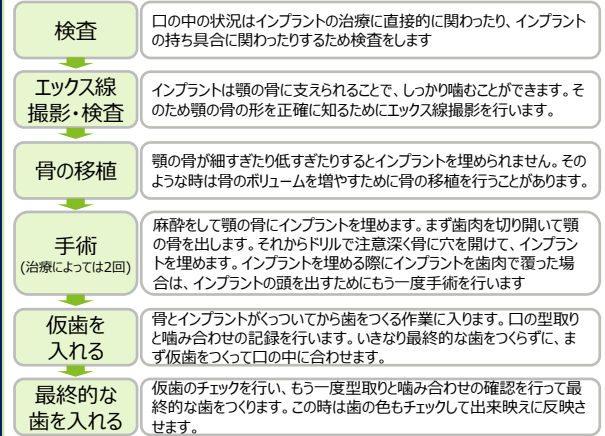 検査
口の中の状況はインプラントの治療に直接的に関わったり、インプラント
の持ち具合に関わったりするため検査をします
エックス線
撮影・検査
インプラントは顎の骨に支えられることで、しっかり噛むことができます。そ
のため顎の骨の形を正確に知るためにエックス線撮影を行います。
骨の移植
顎の骨が細すぎたり低すぎたりするとインプラントを埋められません。その
ような時は骨のボリュームを増やすために骨の移植を行うことがあります。
手術
(治療によっては2回)
麻酔をして顎の骨にインプラントを埋めます。まず歯肉を切り開いて顎
の骨を出します。それからドリルで注意深く骨に穴を開けて、インプラン
トを埋めます。インプラントを埋める際にインプラントを歯肉で覆った場
合は、インプラントの頭を出すためにもう一度手術を行います
仮歯を
入れる
骨とインプラントがくっついてから歯をつくる作業に入ります。口の型取り
と噛み合わせの記録を行います。いきなり最終的な歯をつくらずに、ま
ず仮歯をつくって口の中に合わせます。
最終的な
歯を入れる
仮歯のチェックを行い、もう一度型取りと噛み合わせの確認を行って最
終的な歯をつくります。この時は歯の色もチェックして出来映えに反映さ
せます。